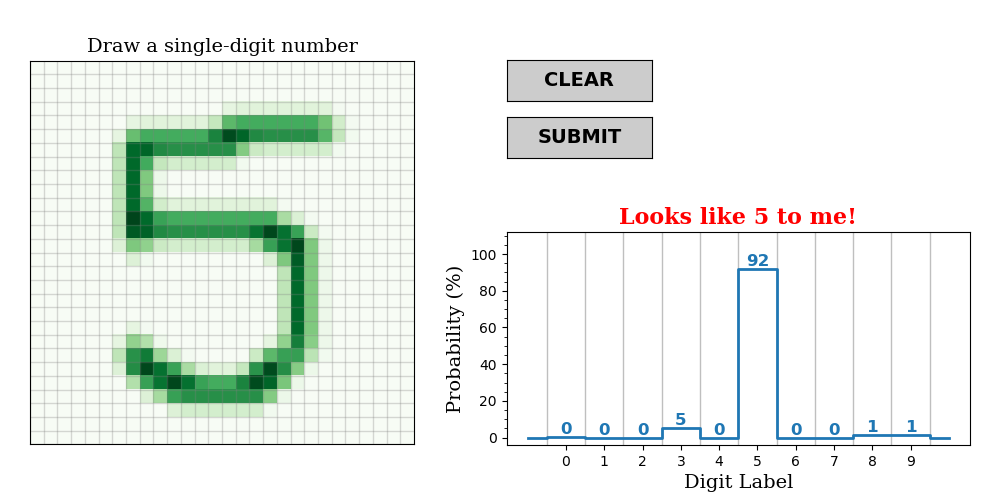 Draw a single-digit number
5
CLEAR
SUBMIT
Looks like 5 to me!
Probability (%)
100
80
60
40
20
0
0 0 0 5 0 92 0 0 1 1
0 1 2 3 4 5 6 7 8 9
Digit Label